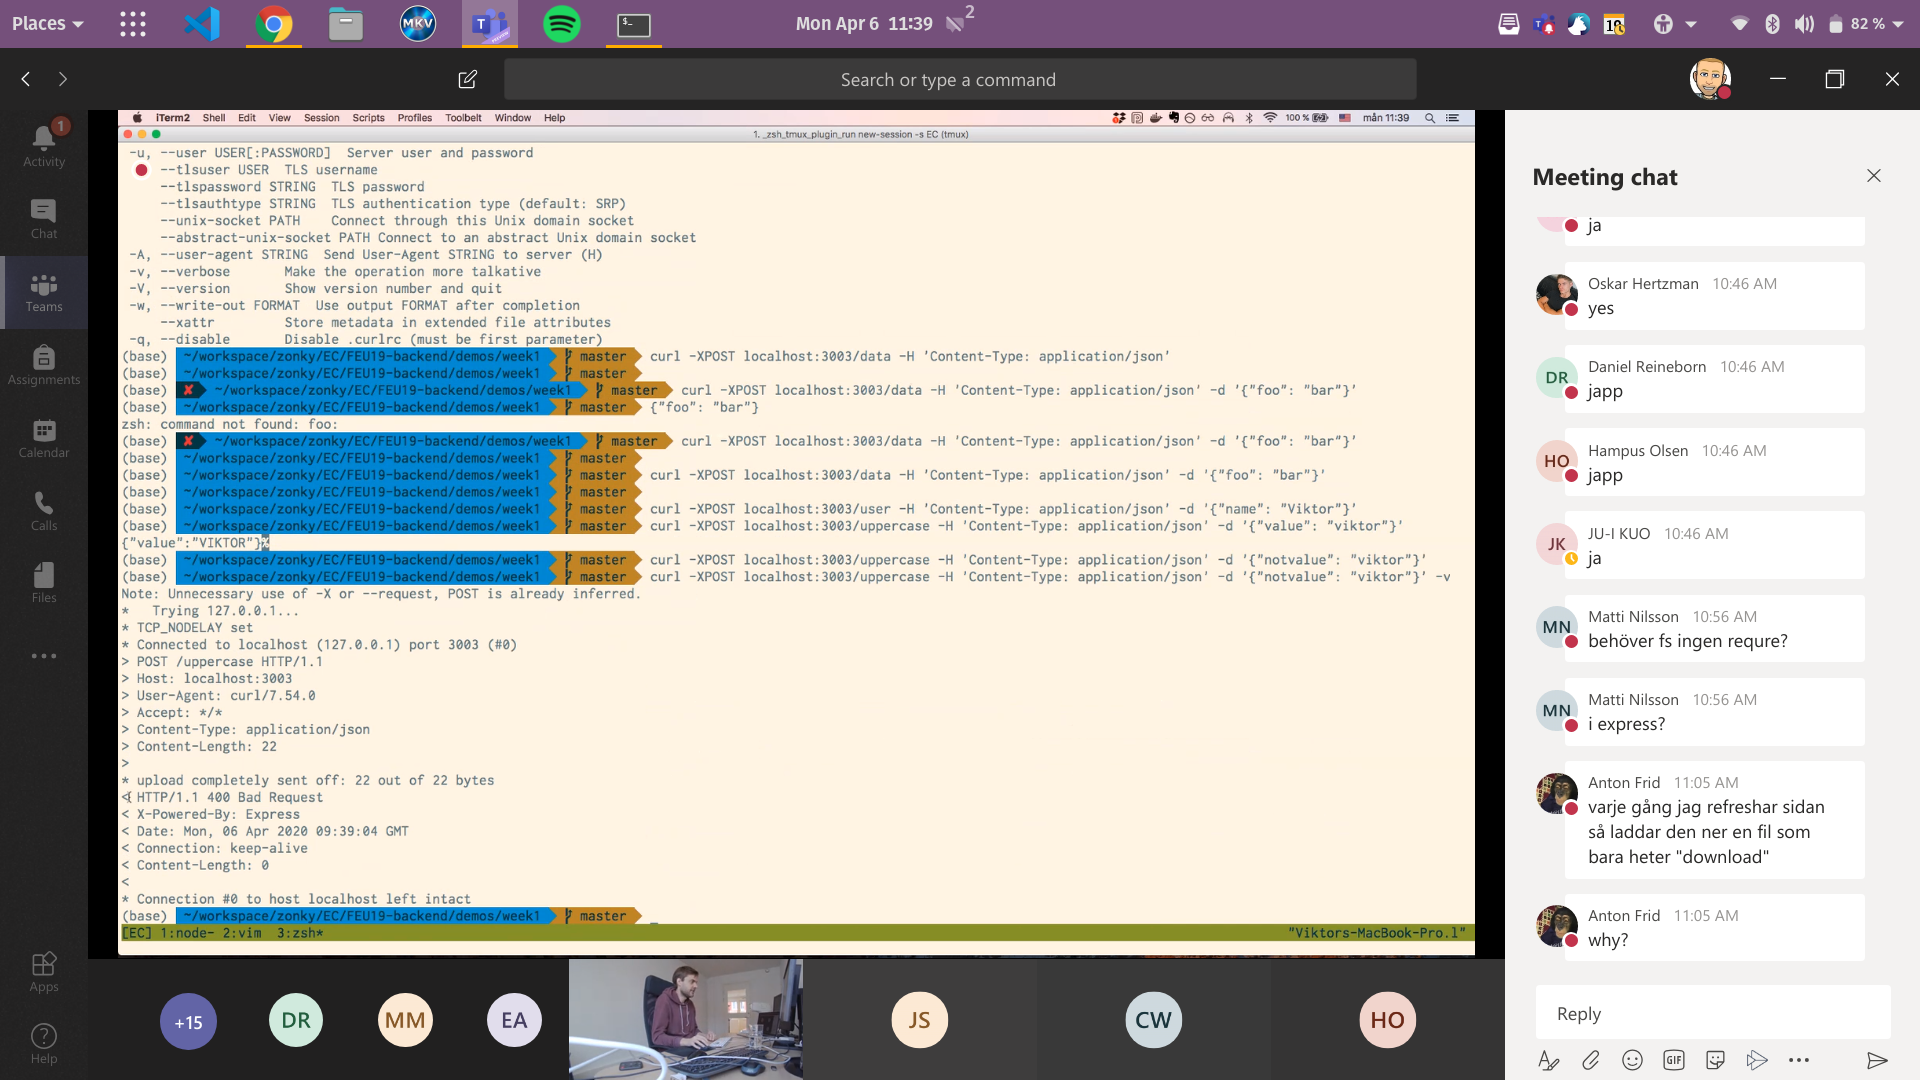 Places
MKV
T
$_
Mon Apr 6 11:39
2
82 %
Search or type a command
1
Activity
Chat
Teams
Assignments
Calendar
Calls
Files
Apps
Help
iTerm2 Shell Edit View Session Scripts Profiles Toolbelt Window Help
100 % mån 11:39
1. _zsh_tmux_plugin_run new-session -s EC (tmux)
-u, --user USER[:PASSWORD]  Server user and password
--tlsuser USER  TLS username
--tlspassword STRING  TLS password
--tlsauthtype STRING  TLS authentication type (default: SRP)
--unix-socket PATH    Connect through this Unix domain socket
--abstract-unix-socket PATH Connect to an abstract Unix domain socket
-A, --user-agent STRING  Send User-Agent STRING to server (H)
-v, --verbose       Make the operation more talkative
-V, --version       Show version number and quit
-w, --write-out FORMAT  Use output FORMAT after completion
--xattr         Store metadata in extended file attributes
-q, --disable       Disable .curlrc (must be first parameter)
(base) ~/workspace/zonky/EC/FEU19-backend/demos/week1 master curl -XPOST localhost:3003/data -H 'Content-Type: application/json'
(base) ~/workspace/zonky/EC/FEU19-backend/demos/week1 master
(base) ✘ ~/workspace/zonky/EC/FEU19-backend/demos/week1 master curl -XPOST localhost:3003/data -H 'Content-Type: application/json' -d '{"foo": "bar"}'
(base) ~/workspace/zonky/EC/FEU19-backend/demos/week1 master {"foo": "bar"}
zsh: command not found: foo:
(base) ✘ ~/workspace/zonky/EC/FEU19-backend/demos/week1 master curl -XPOST localhost:3003/data -H 'Content-Type: application/json' -d '{"foo": "bar"}'
(base) ~/workspace/zonky/EC/FEU19-backend/demos/week1 master
(base) ~/workspace/zonky/EC/FEU19-backend/demos/week1 master curl -XPOST localhost:3003/data -H 'Content-Type: application/json' -d '{"foo": "bar"}'
(base) ~/workspace/zonky/EC/FEU19-backend/demos/week1 master
(base) ~/workspace/zonky/EC/FEU19-backend/demos/week1 master curl -XPOST localhost:3003/user -H 'Content-Type: application/json' -d '{"name": "Viktor"}'
(base) ~/workspace/zonky/EC/FEU19-backend/demos/week1 master curl -XPOST localhost:3003/uppercase -H 'Content-Type: application/json' -d '{"value": "viktor"}'
{"value":"VIKTOR"}%
(base) ~/workspace/zonky/EC/FEU19-backend/demos/week1 master curl -XPOST localhost:3003/uppercase -H 'Content-Type: application/json' -d '{"notvalue": "viktor"}'
(base) ~/workspace/zonky/EC/FEU19-backend/demos/week1 master curl -XPOST localhost:3003/uppercase -H 'Content-Type: application/json' -d '{"notvalue": "viktor"}' -v
Note: Unnecessary use of -X or --request, POST is already inferred.
*   Trying 127.0.0.1...
* TCP_NODELAY set
* Connected to localhost (127.0.0.1) port 3003 (#0)
> POST /uppercase HTTP/1.1
> Host: localhost:3003
> User-Agent: curl/7.54.0
> Accept: */*
> Content-Type: application/json
> Content-Length: 22
>
* upload completely sent off: 22 out of 22 bytes
< HTTP/1.1 400 Bad Request
< X-Powered-By: Express
< Date: Mon, 06 Apr 2020 09:39:04 GMT
< Connection: keep-alive
< Content-Length: 0
<
* Connection #0 to host localhost left intact
(base) ~/workspace/zonky/EC/FEU19-backend/demos/week1 master _
[EC] 1:node- 2:vim  3:zsh* "Viktors-MacBook-Pro.l"
+15
DR
MM
EA
JS
CW
HO
Meeting chat
ja
Oskar Hertzman 10:46 AM
yes
DR
Daniel Reineborn 10:46 AM
japp
HO
Hampus Olsen 10:46 AM
japp
JK
JU-I KUO 10:46 AM
ja
MN
Matti Nilsson 10:56 AM
behöver fs ingen requre?
MN
Matti Nilsson 10:56 AM
i express?
Anton Frid 11:05 AM
varje gång jag refreshar sidan
så laddar den ner en fil som
bara heter "download"
Anton Frid 11:05 AM
why?
Reply
GIF